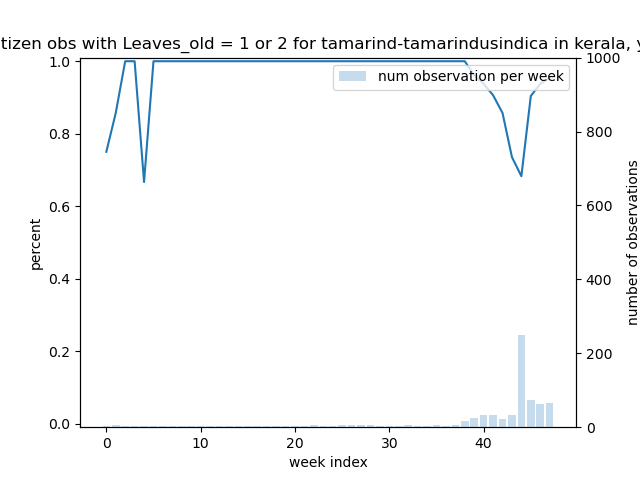 tizen obs with Leaves_old = 1 or 2 for tamarind-tamarindusindica in kerala, y
num observation per week
1.0
0.8
0.6
0.4
0.2
0.0
percent
1000
800
600
400
200
0
number of observations
0 10 20 30 40
week index